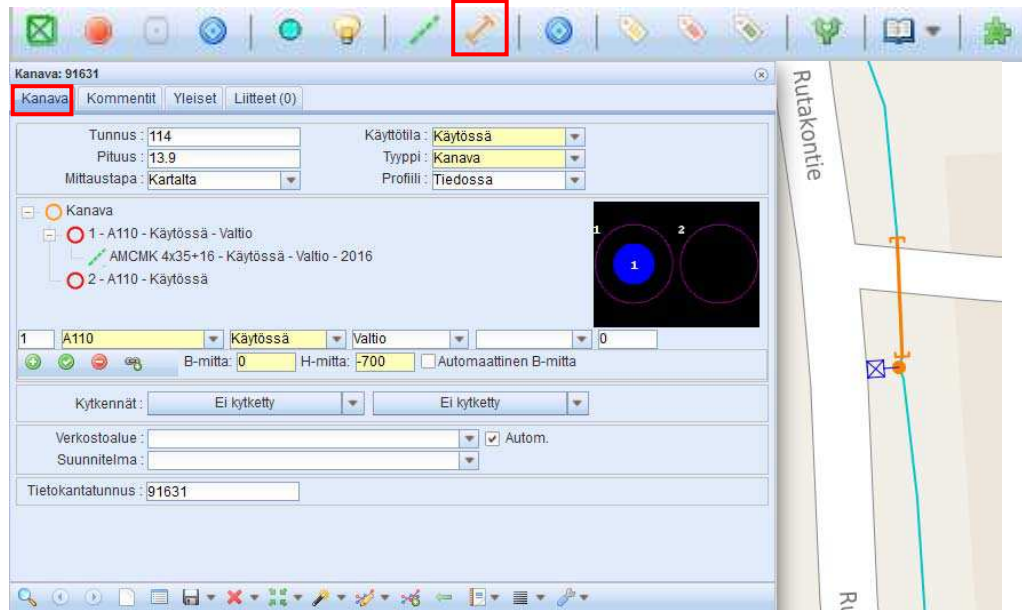 Kanava: 91631
Kanava Kommentit Yleiset Liitteet (0)
Tunnus : 114 Käyttötila : Käytössä
Pituus : 13.9 Tyyppi : Kanava
Mittaustapa : Kartalta Profiili : Tiedossa
Kanava
1 - A110 - Käytössä - Valtio
AMCMK 4x35+16 - Käytössä - Valtio - 2016
2 - A110 - Käytössä
1 2
1
1 A110 Käytössä Valtio 0
B-mitta: 0 H-mitta: -700 Automaattinen B-mitta
Kytkennät : Ei kytketty Ei kytketty
Verkostoalue : Autom.
Suunnitelma :
Tietokantatunnus : 91631
Rutakontie
Ru